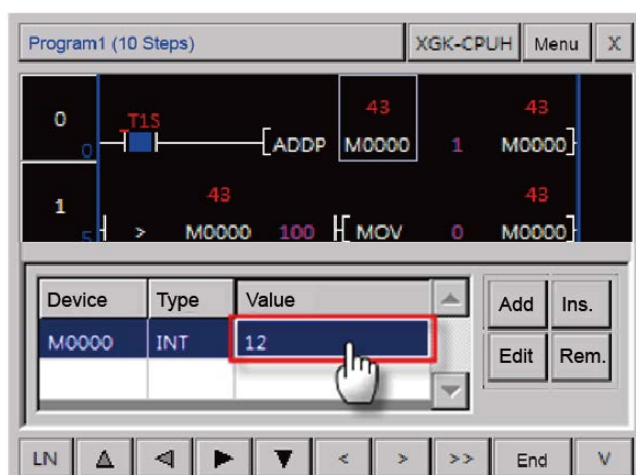 Program1 (10 Steps) XGK-CPUH Menu X
43 43
0 _T1S
0 [ADDP M0000 1 M0000]
43 43
1
5 > M0000 100 [ MOV 0 M0000]
Device Type Value Add Ins.
M0000 INT 12 Edit Rem.
LN < > >> End V